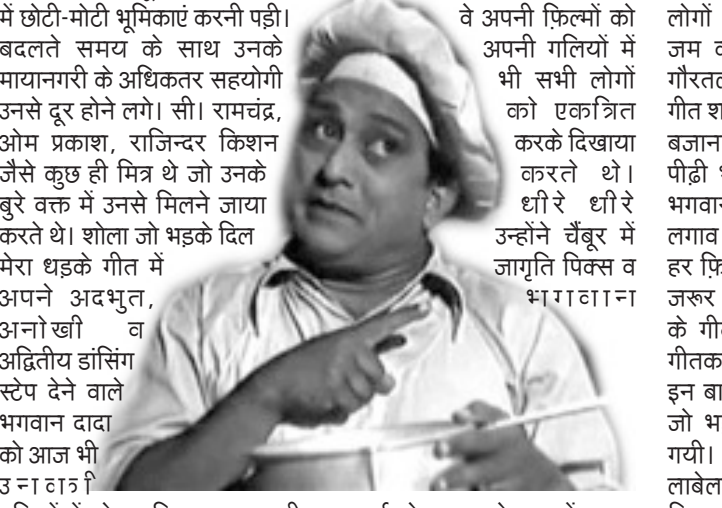 में छोटी-मोटी भूमिकाएं करनी पड़ी।
बदलते समय के साथ उनके
मायानगरी के अधिकतर सहयोगी
उनसे दूर होने लगे। सी। रामचंद्र,
ओम प्रकाश, राजिन्दर किशन
जैसे कुछ ही मित्र थे जो उनके
बुरे वक्त में उनसे मिलने जाया
करते थे। शोला जो भड़के दिल
मेरा धड़के गीत में
अपने अदभुत,
अनोखी व
अद्वितीय डांसिंग
स्टेप देने वाले
भगवान दादा
को आज भी
वे अपनी फ़िल्मों को
अपनी गलियों में
भी सभी लोगों
को एकत्रित
करके दिखाया
करते थे।
धीरे धीरे
उन्होंने चैंबूर में
जागृति पिक्स व
भागवान
लोगों
जम
गौरतल
गीत श
बजान
पीढ़ी
भगवान
लगाव
हर फ़ि
जरूर
के गी
गीतक
इन बा
जो भ
गयी।
लाबेल